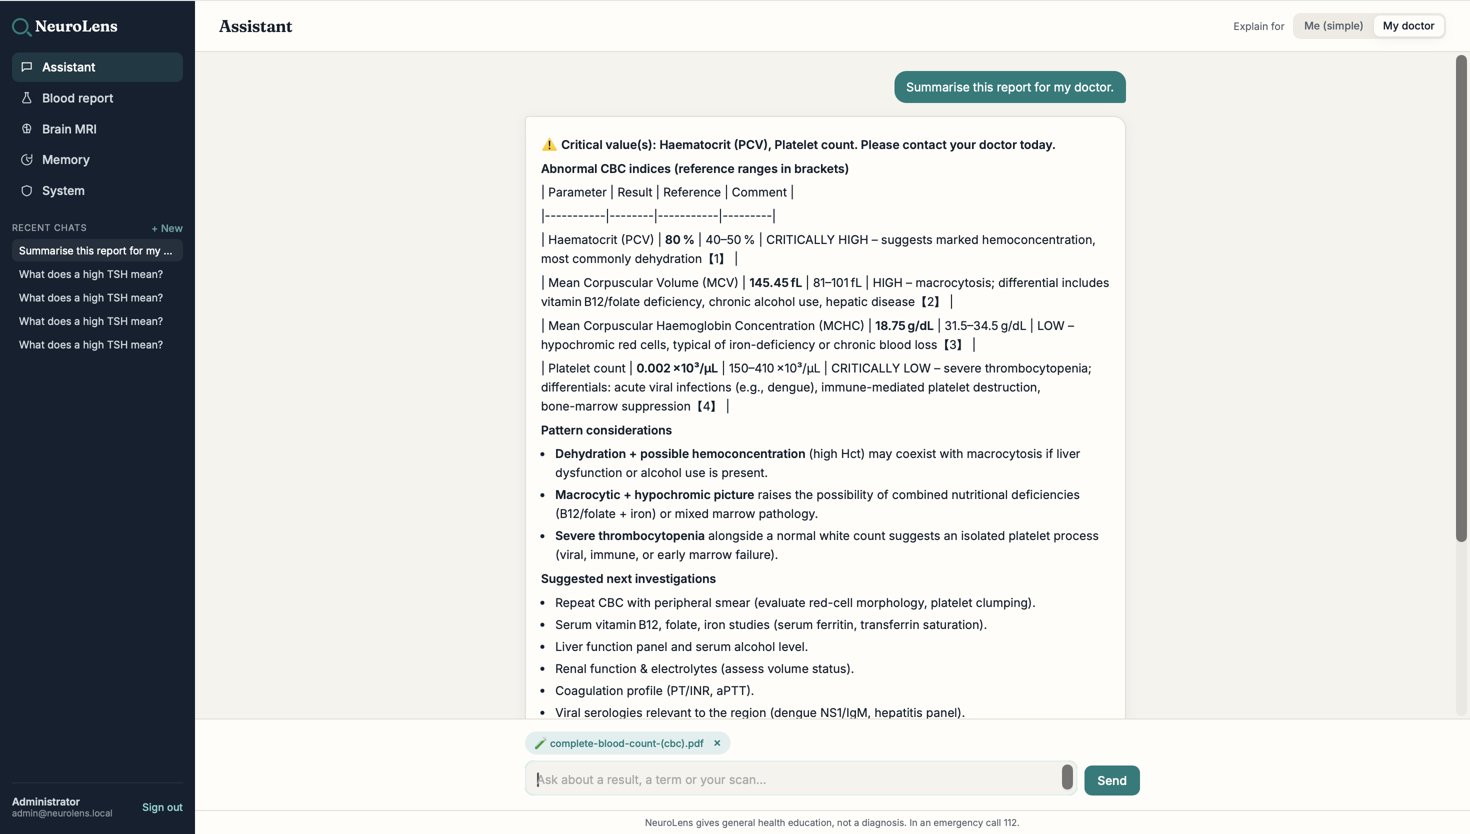 NeuroLens
Assistant
Blood report
Brain MRI
Memory
System
RECENT CHATS
+ New
Summarise this report for my ...
What does a high TSH mean?
What does a high TSH mean?
What does a high TSH mean?
What does a high TSH mean?
Administrator
admin@neurolens.local
Sign out
Assistant
Explain for
Me (simple)
My doctor
Summarise this report for my doctor.
⚠️ Critical value(s): Haematocrit (PCV), Platelet count. Please contact your doctor today.
Abnormal CBC indices (reference ranges in brackets)
| Parameter | Result | Reference | Comment |
|-----------|--------|-----------|---------|
| Haematocrit (PCV) | 80 % | 40–50 % | CRITICALLY HIGH – suggests marked hemoconcentration,
most commonly dehydration【1】 |
| Mean Corpuscular Volume (MCV) | 145.45 fL | 81–101 fL | HIGH – macrocytosis; differential includes
vitamin B12/folate deficiency, chronic alcohol use, hepatic disease【2】 |
| Mean Corpuscular Haemoglobin Concentration (MCHC) | 18.75 g/dL | 31.5–34.5 g/dL | LOW –
hypochromic red cells, typical of iron-deficiency or chronic blood loss【3】 |
| Platelet count | 0.002 ×10³/µL | 150–410 ×10³/µL | CRITICALLY LOW – severe thrombocytopenia;
differentials: acute viral infections (e.g., dengue), immune-mediated platelet destruction,
bone-marrow suppression【4】 |
Pattern considerations
• Dehydration + possible hemoconcentration (high Hct) may coexist with macrocytosis if liver
dysfunction or alcohol use is present.
• Macrocytic + hypochromic picture raises the possibility of combined nutritional deficiencies
(B12/folate + iron) or mixed marrow pathology.
• Severe thrombocytopenia alongside a normal white count suggests an isolated platelet process
(viral, immune, or early marrow failure).
Suggested next investigations
• Repeat CBC with peripheral smear (evaluate red-cell morphology, platelet clumping).
• Serum vitamin B12, folate, iron studies (serum ferritin, transferrin saturation).
• Liver function panel and serum alcohol level.
• Renal function & electrolytes (assess volume status).
• Coagulation profile (PT/INR, aPTT).
• Viral serologies relevant to the region (dengue NS1/IgM, hepatitis panel).
complete-blood-count-(cbc).pdf ×
Ask about a result, a term or your scan...
Send
NeuroLens gives general health education, not a diagnosis. In an emergency call 112.